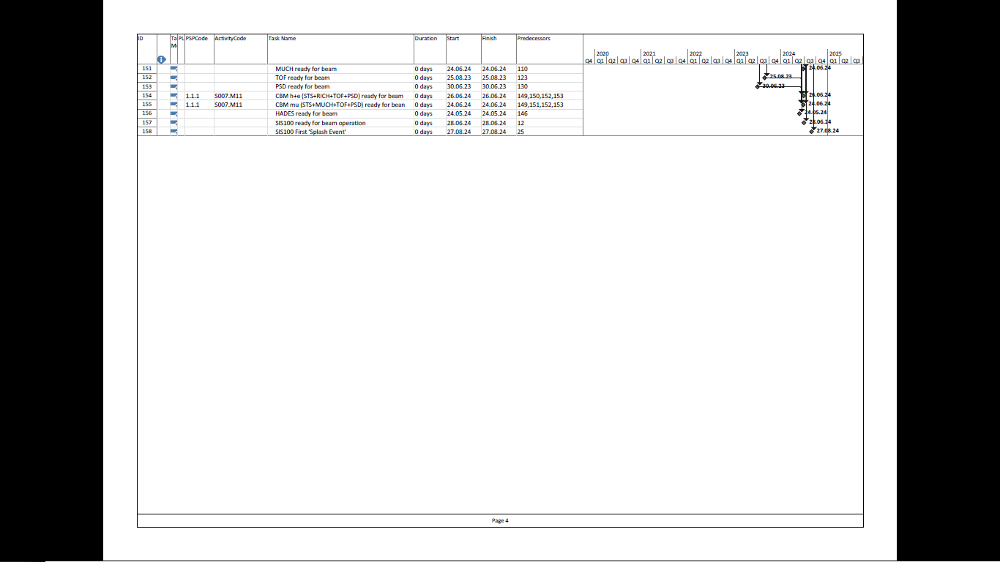 ID Ta PL PSPCode ActivityCode Task Name Duration Start Finish Predecessors
M
2020 2021 2022 2023 2024 2025
Q4 Q1 Q2 Q3 Q4 Q1 Q2 Q3 Q4 Q1 Q2 Q3 Q4 Q1 Q2 Q3 Q4 Q1 Q2 Q3 Q4 Q1 Q2 Q3
151 MUCH ready for beam 0 days 24.06.24 24.06.24 110 24.06.24
152 TOF ready for beam 0 days 25.08.23 25.08.23 123 25.08.23
153 PSD ready for beam 0 days 30.06.23 30.06.23 130 30.06.23
154 1.1.1 S007.M11 CBM h+e (STS+RICH+TOF+PSD) ready for beam 0 days 26.06.24 26.06.24 149,150,152,153 26.06.24
155 1.1.1 S007.M11 CBM mu (STS+MUCH+TOF+PSD) ready for bean 0 days 24.06.24 24.06.24 149,151,152,153 24.06.24
156 HADES ready for beam 0 days 24.05.24 24.05.24 146 24.05.24
157 SIS100 ready for beam operation 0 days 28.06.24 28.06.24 12 28.06.24
158 SIS100 First 'Splash Event' 0 days 27.08.24 27.08.24 25 27.08.24
Page 4